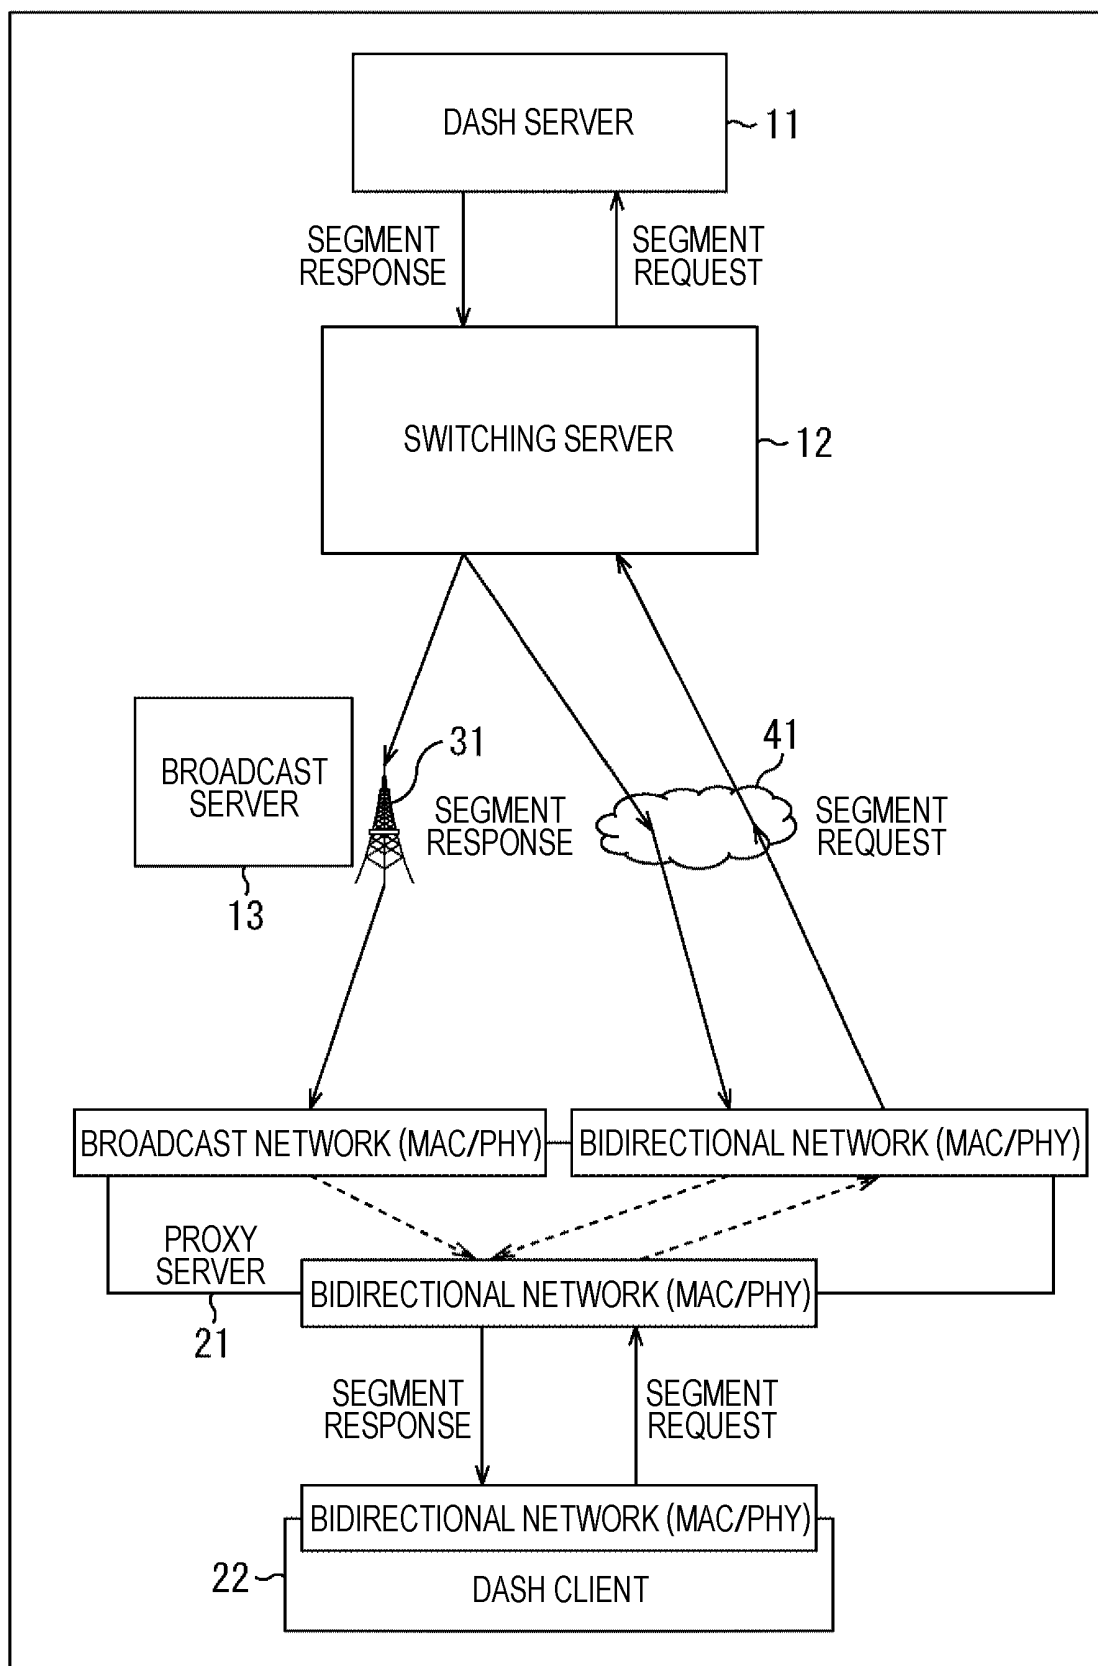 DASH SERVER
11
SEGMENT
RESPONSE
SEGMENT
REQUEST
SWITCHING SERVER
12
BROADCAST
SERVER
13
31
SEGMENT
RESPONSE
41
SEGMENT
REQUEST
BROADCAST NETWORK (MAC/PHY)
BIDIRECTIONAL NETWORK (MAC/PHY)
PROXY
SERVER
21
BIDIRECTIONAL NETWORK (MAC/PHY)
SEGMENT
RESPONSE
SEGMENT
REQUEST
BIDIRECTIONAL NETWORK (MAC/PHY)
22
DASH CLIENT